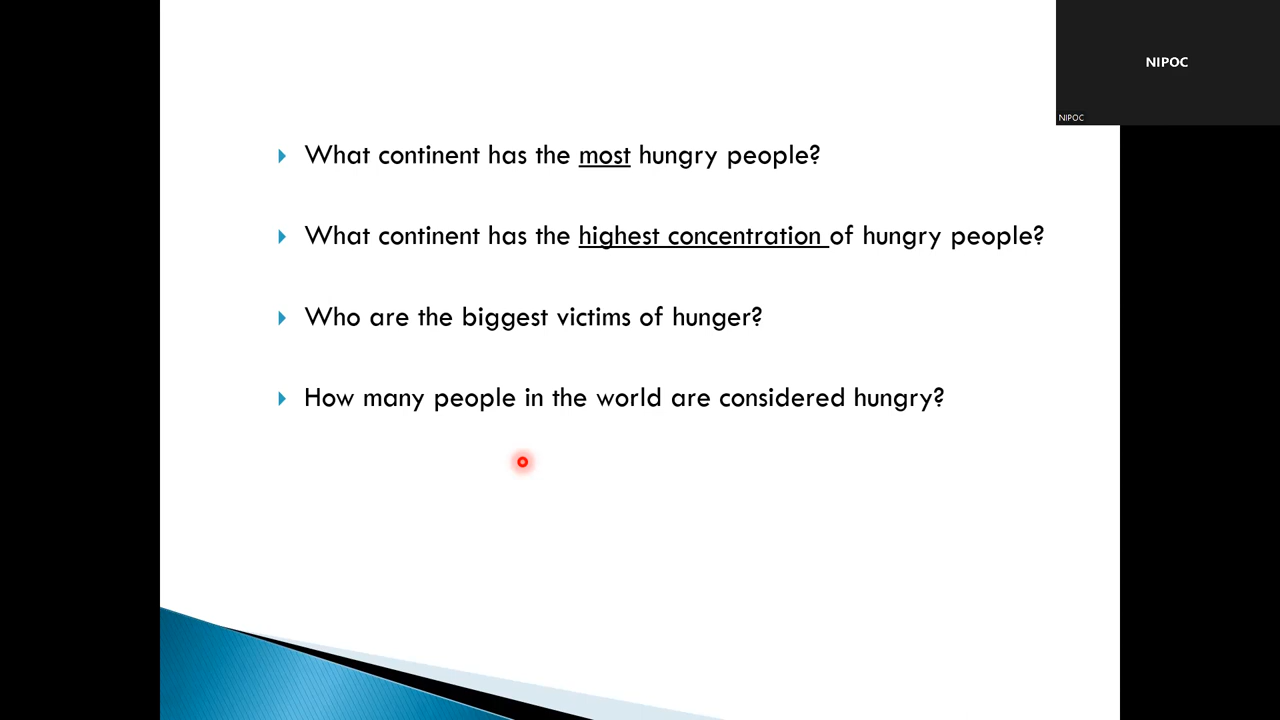 NIPOC
NIPOC
What continent has the most hungry people?
What continent has the highest concentration of hungry people?
Who are the biggest victims of hunger?
How many people in the world are considered hungry?